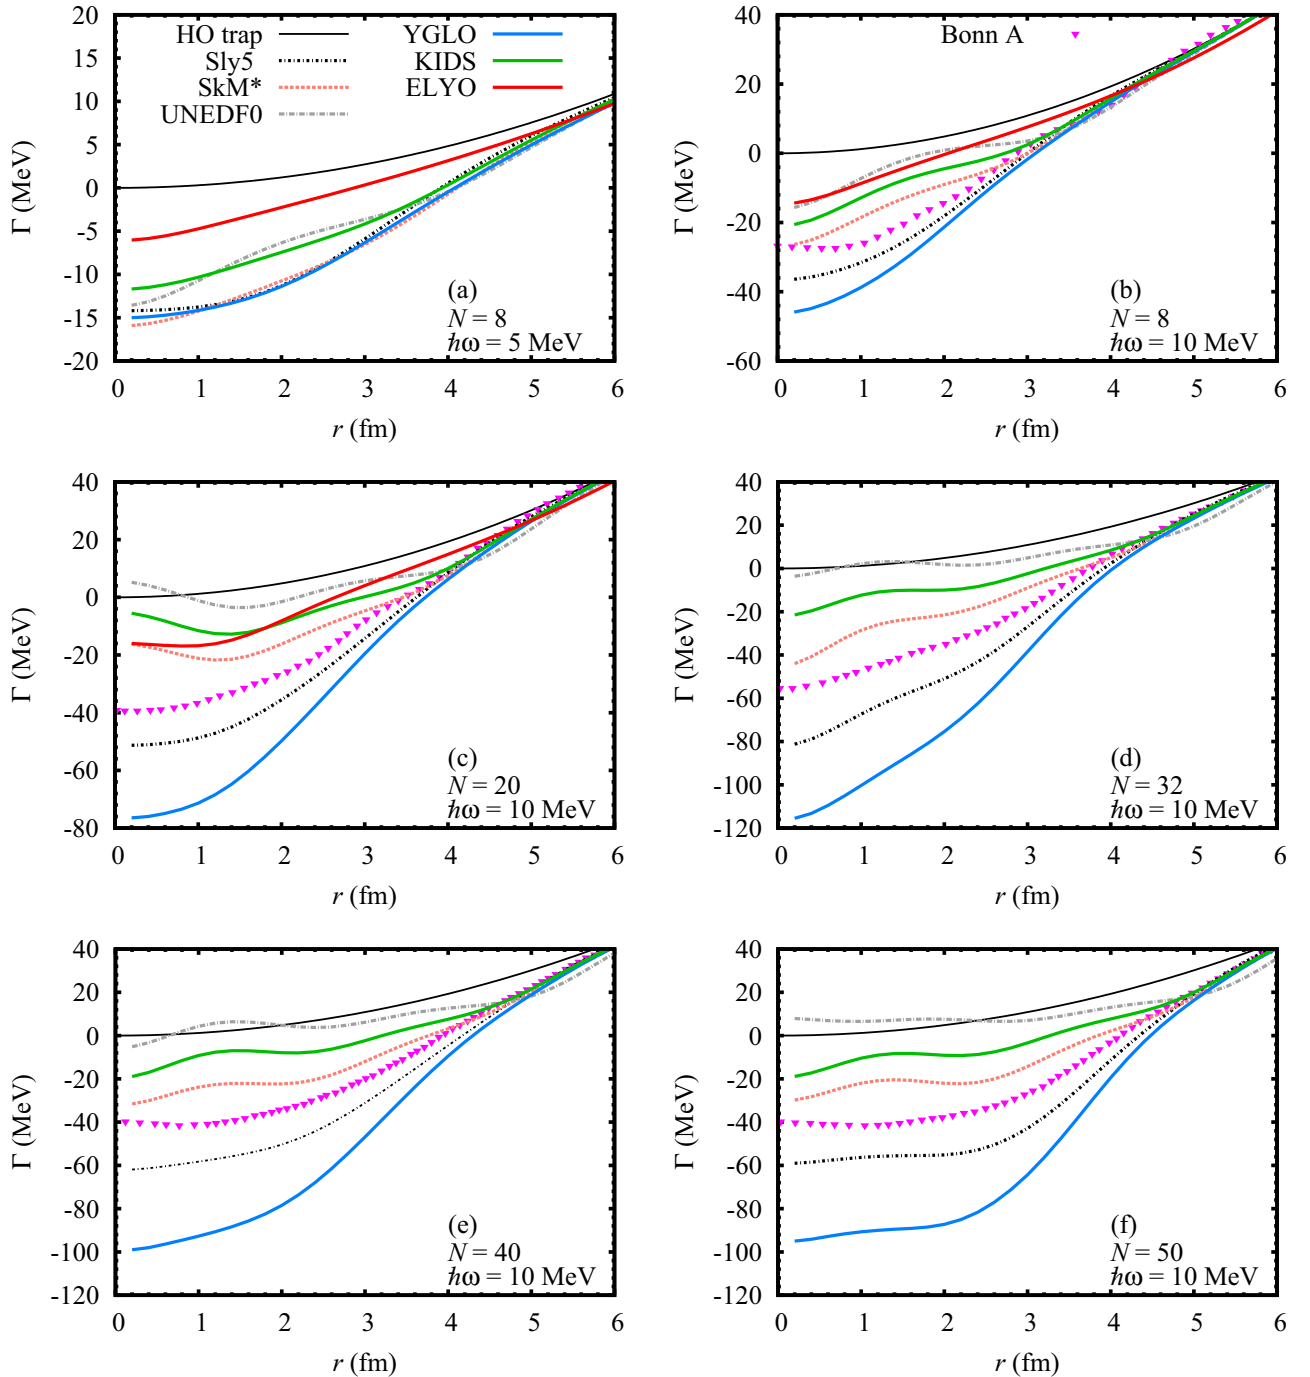 20
15
10
5
0
-5
-10
-15
-20
Γ (MeV)
HO trap
Sly5
SkM*
UNEDF0
YGLO
KIDS
ELYO
(a)
N = 8
ħω = 5 MeV
0 1 2 3 4 5 6
r (fm)
40
20
0
-20
-40
-60
Γ (MeV)
Bonn A
(b)
N = 8
ħω = 10 MeV
0 1 2 3 4 5 6
r (fm)
40
20
0
-20
-40
-60
-80
Γ (MeV)
(c)
N = 20
ħω = 10 MeV
0 1 2 3 4 5 6
r (fm)
40
20
0
-20
-40
-60
-80
-100
-120
Γ (MeV)
(d)
N = 32
ħω = 10 MeV
0 1 2 3 4 5 6
r (fm)
40
20
0
-20
-40
-60
-80
-100
-120
Γ (MeV)
(e)
N = 40
ħω = 10 MeV
0 1 2 3 4 5 6
r (fm)
40
20
0
-20
-40
-60
-80
-100
-120
Γ (MeV)
(f)
N = 50
ħω = 10 MeV
0 1 2 3 4 5 6
r (fm)